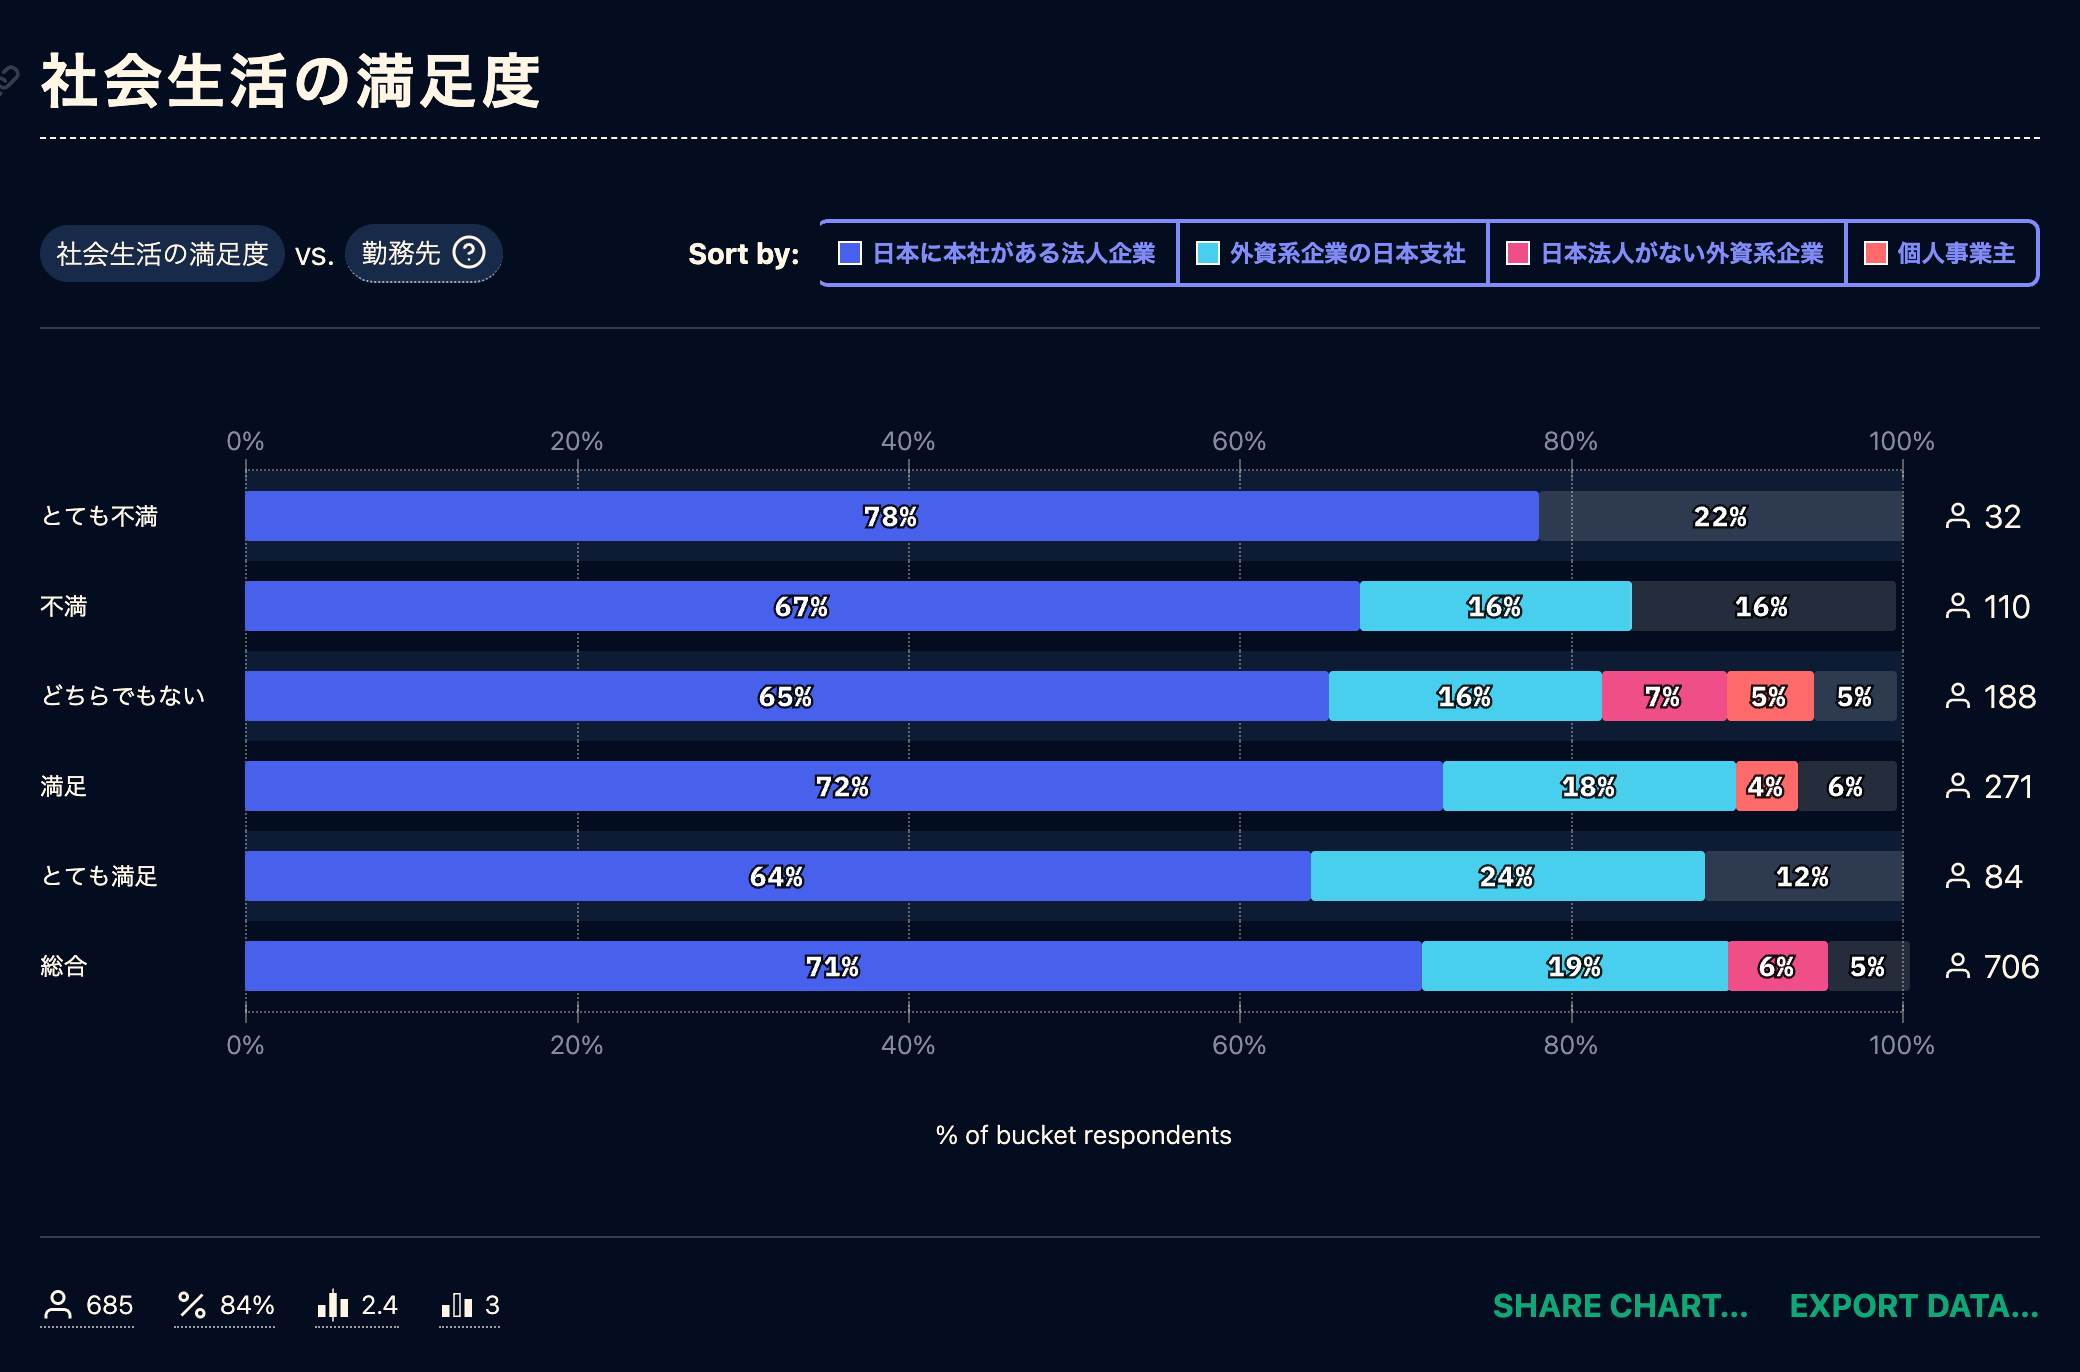 社会生活の満足度
社会生活の満足度 vs. 勤務先 ?
Sort by: 日本に本社がある法人企業 外資系企業の日本支社 日本法人がない外資系企業 個人事業主
0% 20% 40% 60% 80% 100%
とても不満 78% 22% 32
不満 67% 16% 16% 110
どちらでもない 65% 16% 7% 5% 5% 188
満足 72% 18% 4% 6% 271
とても満足 64% 24% 12% 84
総合 71% 19% 6% 5% 706
0% 20% 40% 60% 80% 100%
% of bucket respondents
685 84% 2.4 3 SHARE CHART... EXPORT DATA...